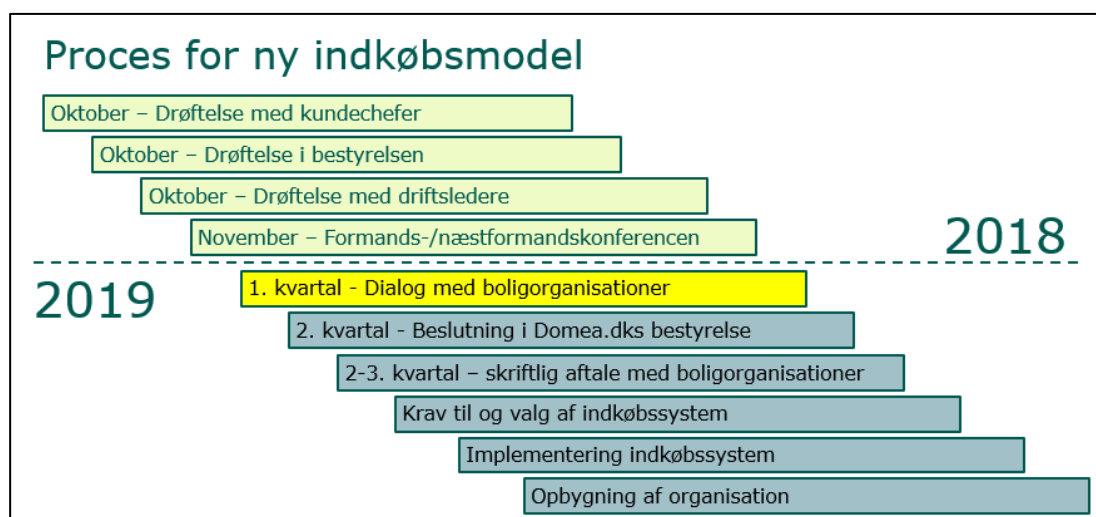 Proces for ny indkøbsmodel
Oktober – Drøftelse med kundechefer
Oktober – Drøftelse i bestyrelsen
Oktober – Drøftelse med driftsledere
November – Formands-/næstformandskonferencen
2018
2019
1. kvartal - Dialog med boligorganisationer
2. kvartal - Beslutning i Domea.dks bestyrelse
2-3. kvartal – skriftlig aftale med boligorganisationer
Krav til og valg af indkøbssystem
Implementering indkøbssystem
Opbygning af organisation